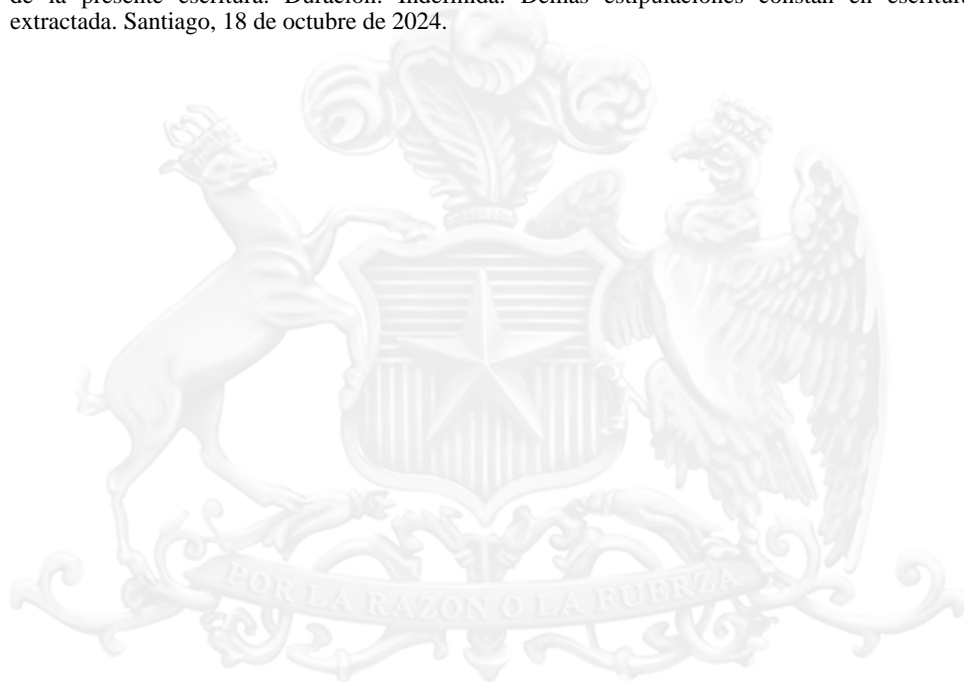 de la presente escritura. Duración: Indefinida. Demás estipulaciones constan en escritura
extractada. Santiago, 18 de octubre de 2024.
POR LA RAZON O LA FUERZA